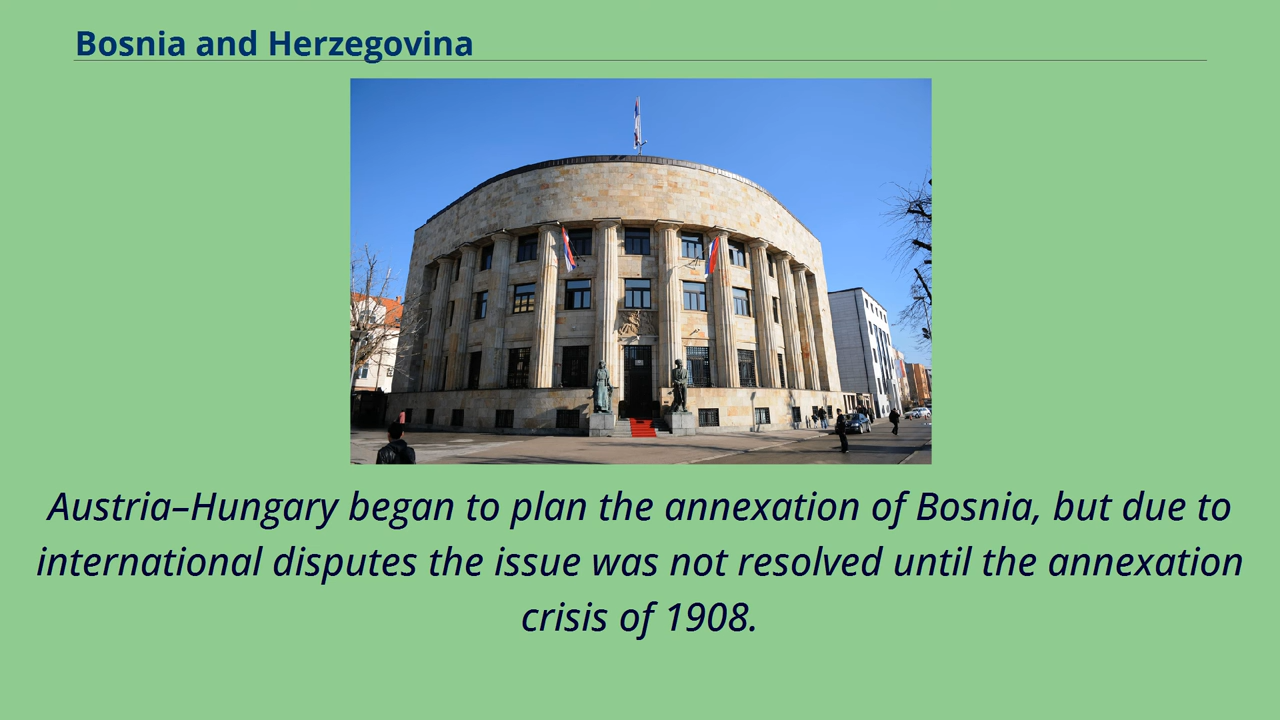 Bosnia and Herzegovina
Austria–Hungary began to plan the annexation of Bosnia, but due to
international disputes the issue was not resolved until the annexation
crisis of 1908.